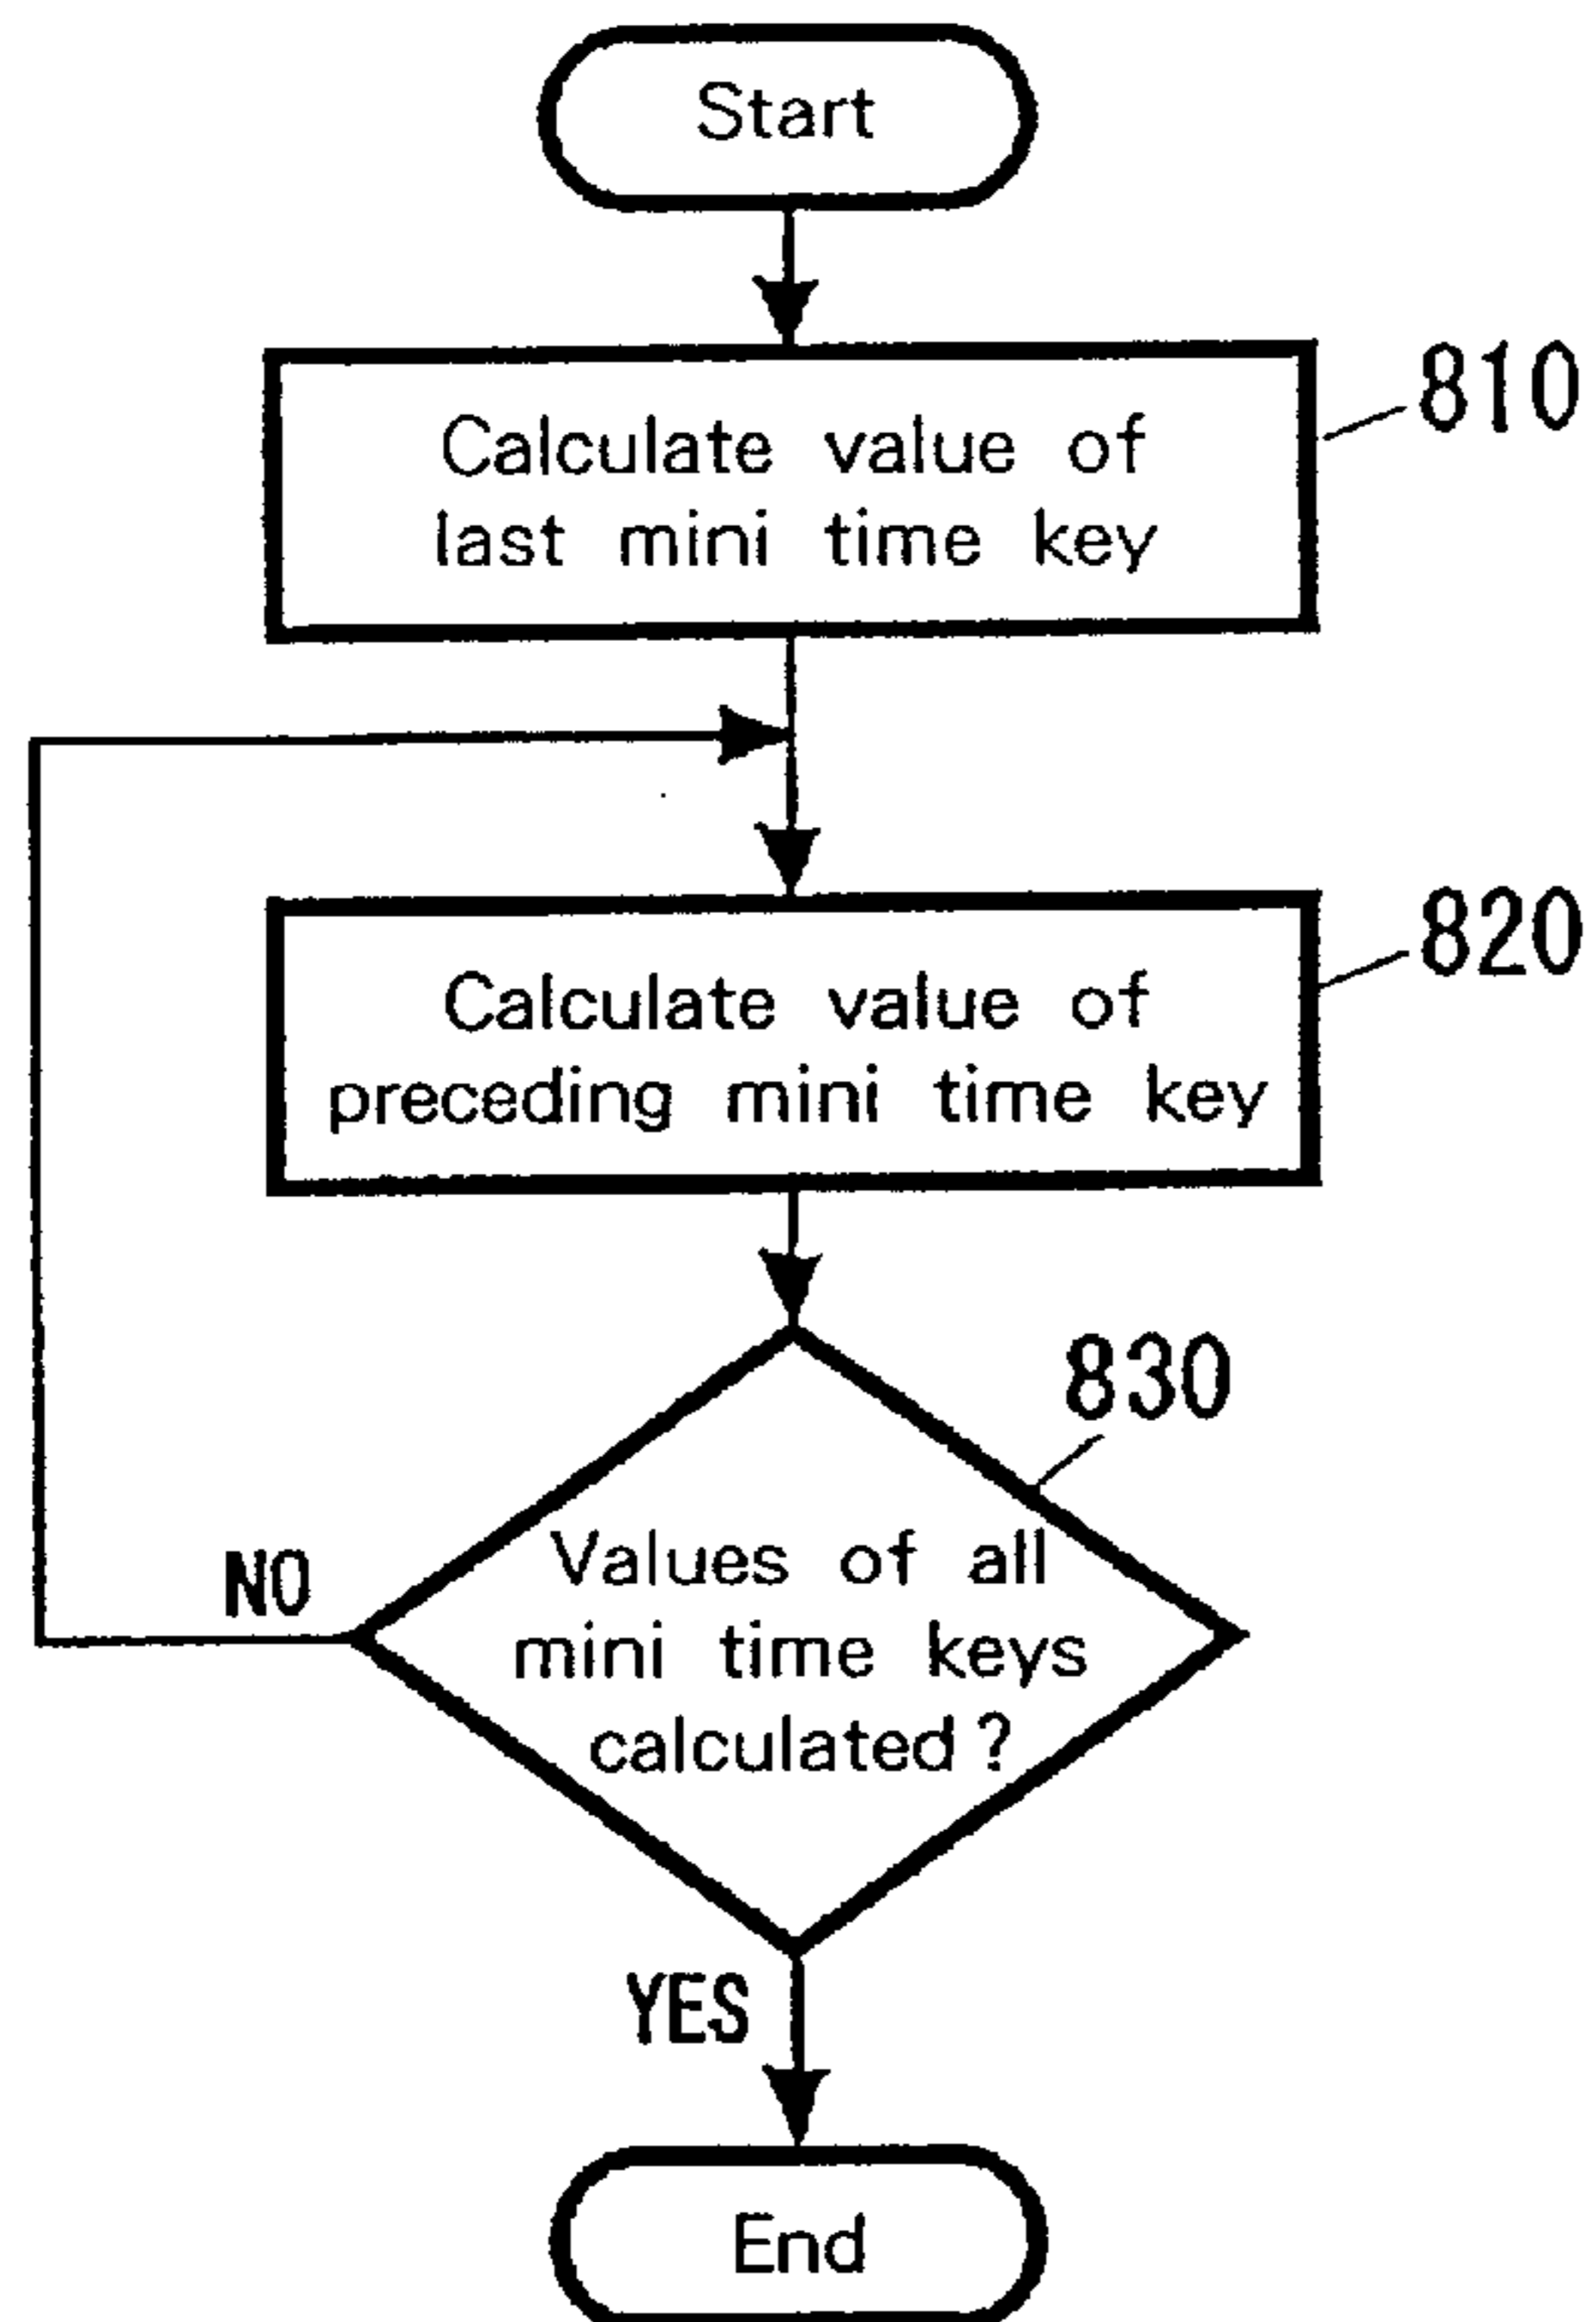 Start
Calculate value of
last mini time key
810
Calculate value of
preceding mini time key
820
830
Values of all
mini time keys
calculated?
NO
YES
End